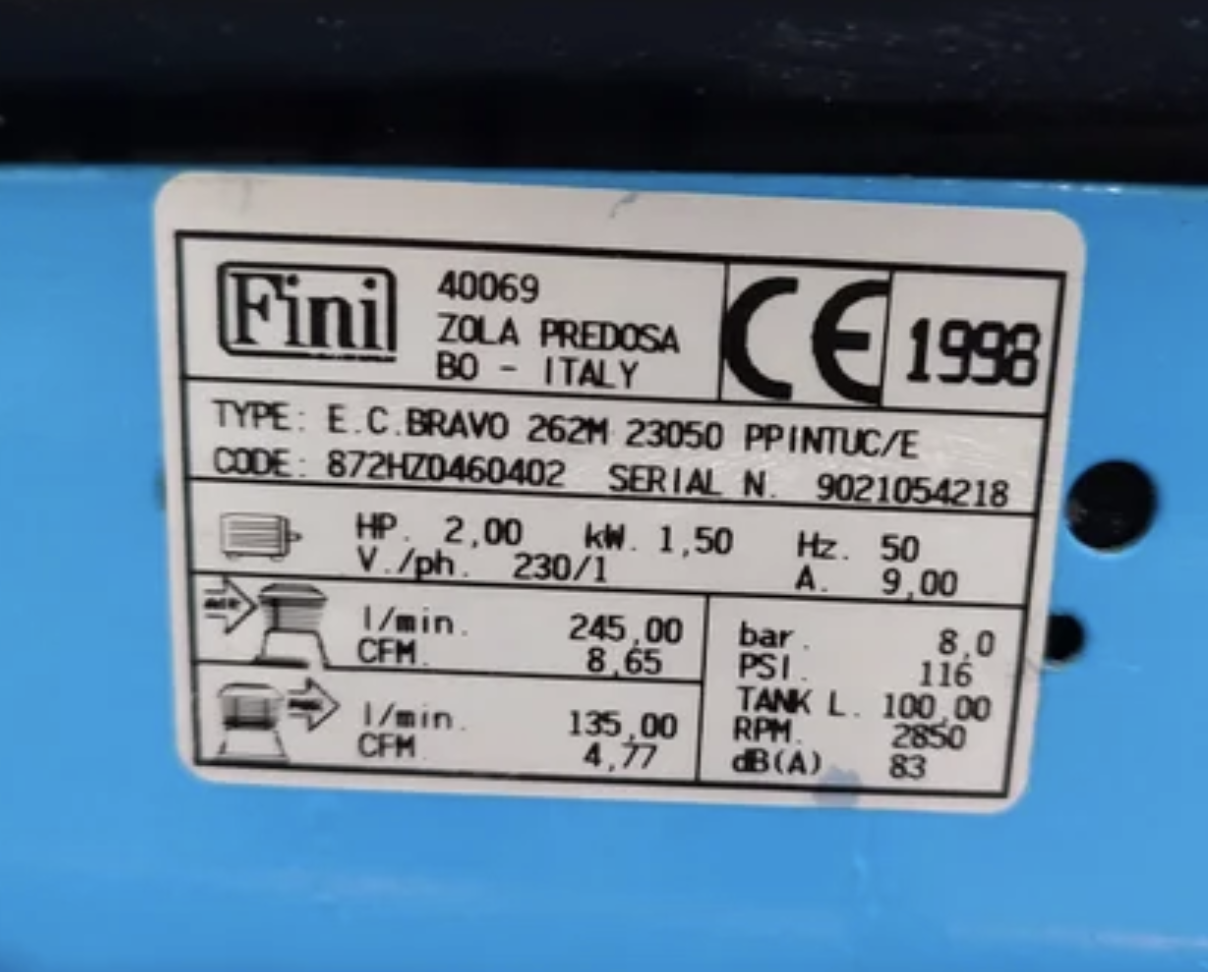 Fini
40069
ZOLA PREDOSA
BO - ITALY
CE
1998
TYPE: E.C.BRAVO 262M 23050 PPINTUC/E
CODE: 872HZ0460402 SERIAL N. 9021054218
HP. 2,00 kW. 1,50 Hz. 50
V./ph. 230/1 A. 9,00
AIR
l/min. 245,00
CFM. 8,65
l/min. 135,00
CFM. 4,77
bar. 8,0
PSI. 116
TANK L. 100,00
RPM. 2850
dB(A) 83